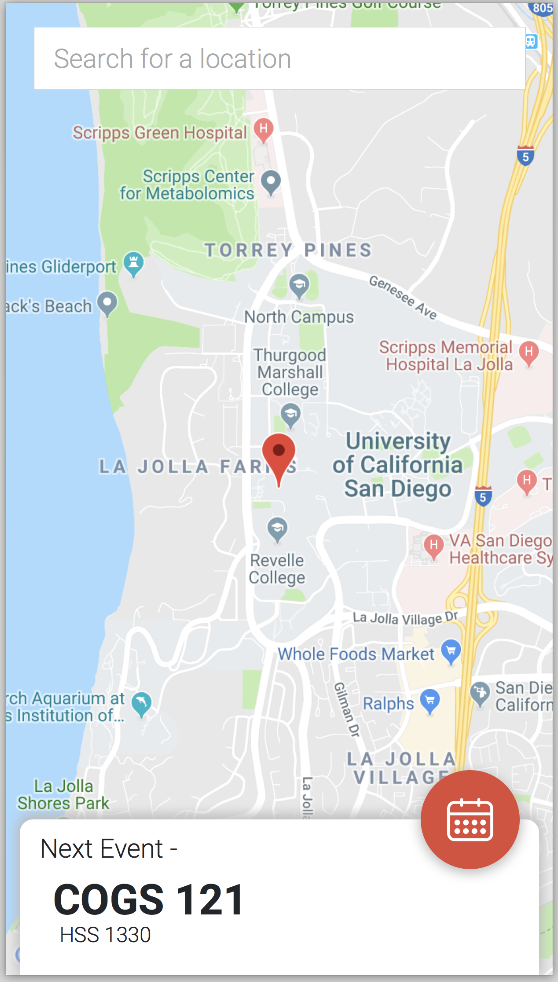 Torrey Pines Golf Course
805
Search for a location
Scripps Green Hospital
H
5
Scripps Center
for Metabolomics
TORREY PINES
ines Gliderport
ack's Beach
Genesee Ave
North Campus
Scripps Memorial
Hospital La Jolla
H
Thurgood
Marshall
College
University
of California
San Diego
LA JOLLA FAR S
H
T
5
Revelle
College
H
VA San Diego
Healthcare Sy
La Jolla Village Dr
Whole Foods Market
rch Aquarium at
s Institution of...
Ralphs
San Die
Californ
Gilman Dr
LA JOLLA
VILLAGE
La Jolla
Shores Park
La Joll
Next Event -
COGS 121
HSS 1330